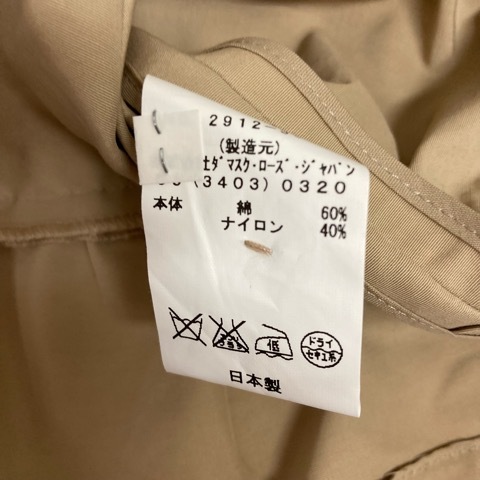 2912-
(製造元)
ダマスク・ローズ・ジャパン
(3403)0320
本体 綿 60%
ナイロン 40%
低
ドライ
セキユ系
日本製